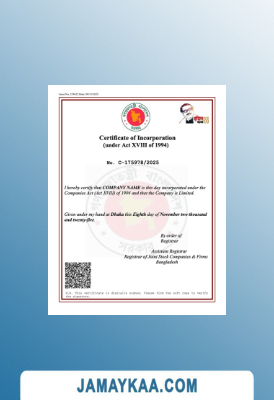 Certificate of Incorporation
(under Act XVIII of 1994)
No. C-175978/2025
I hereby certify that COMPANY NAME is this day incorporated under the
Companies Act (Act XVIII) of 1994 and that the Company is Limited.
Given under my hand at Dhaka this Eighth day of November two thousand
and twenty five.
By order of
Registrar
Assistant Registrar
Registrar of Joint Stock Companies & Firms
Bangladesh
JAMAYKAA.COM